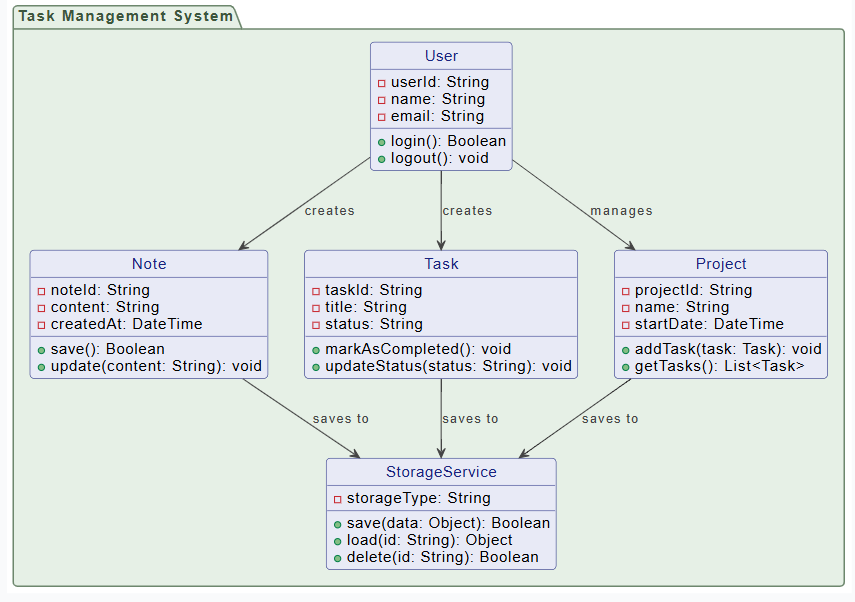 Task Management System
User
userId: String
name: String
email: String
login(): Boolean
logout(): void
creates
creates
manages
Note
noteId: String
content: String
createdAt: DateTime
save(): Boolean
update(content: String): void
Task
taskId: String
title: String
status: String
markAsCompleted(): void
updateStatus(status: String): void
Project
projectId: String
name: String
startDate: DateTime
addTask(task: Task): void
getTasks(): List<Task>
saves to
saves to
saves to
StorageService
storageType: String
save(data: Object): Boolean
load(id: String): Object
delete(id: String): Boolean